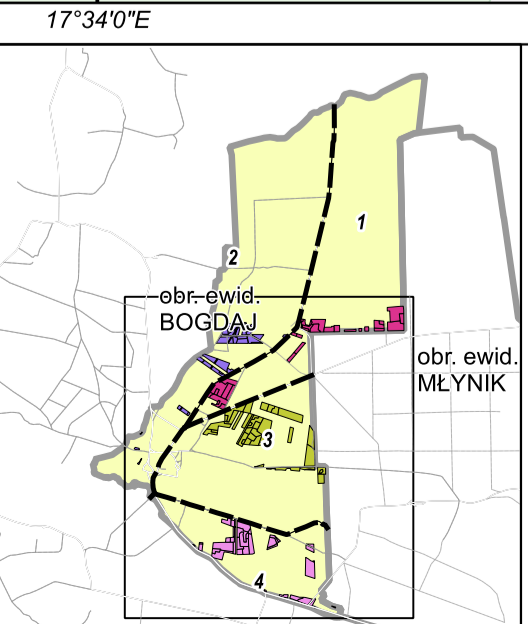 17°34'0"E
1
2
obr. ewid.
BOGDAJ
obr. ewid.
MŁYNIK
3
4